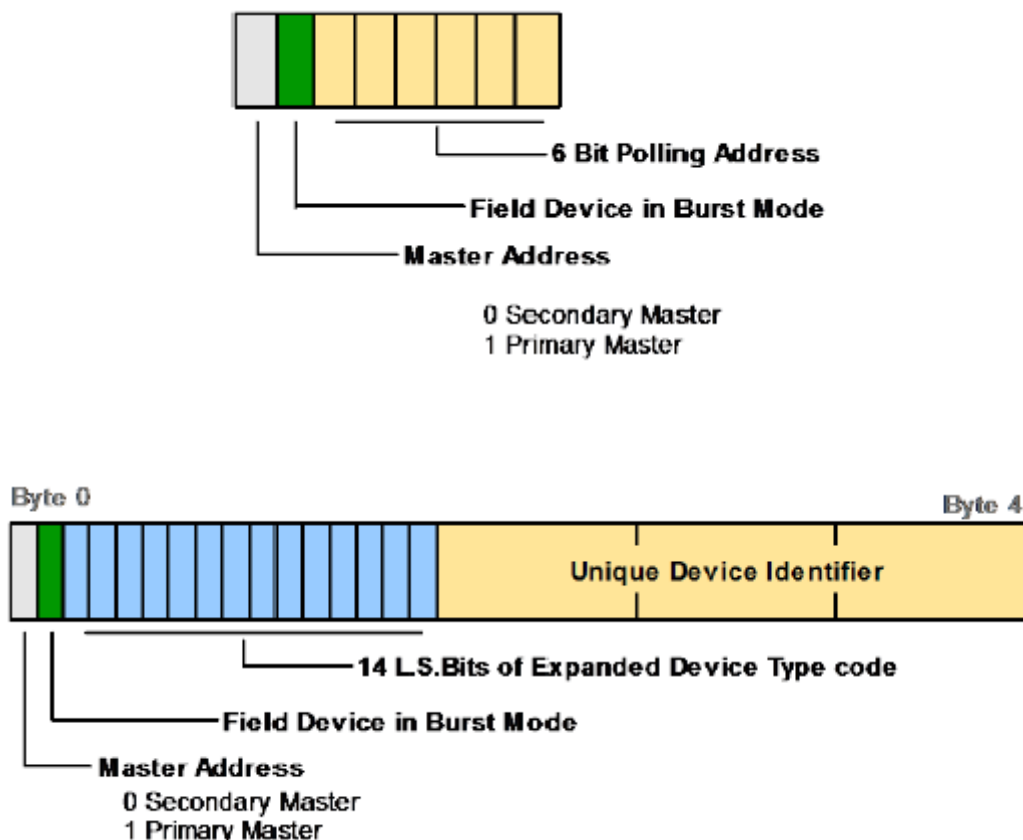 6 Bit Polling Address
Field Device in Burst Mode
Master Address
0 Secondary Master
1 Primary Master
Byte 0
Byte 4
Unique Device Identifier
14 L.S.Bits of Expanded Device Type code
Field Device in Burst Mode
Master Address
0 Secondary Master
1 Primary Master